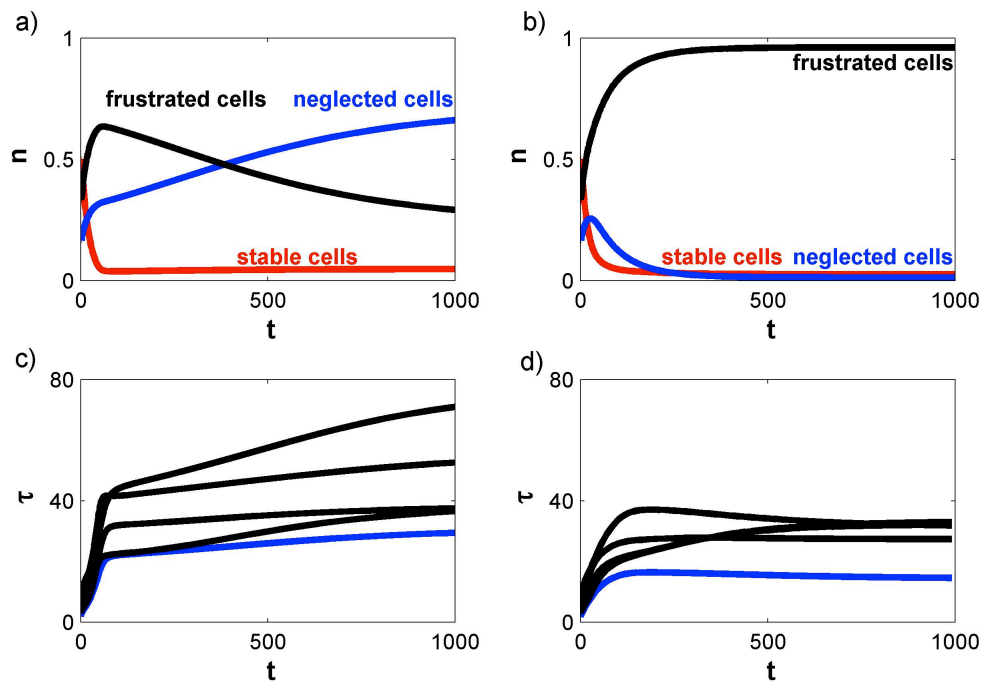 a)
1
frustrated cells
neglected cells
n
0.5
stable cells
0
0
500
1000
t
b)
1
frustrated cells
n
0.5
stable cells neglected cells
0
0
500
1000
t
c)
80
τ
40
0
0
500
1000
t
d)
80
τ
40
0
0
500
1000
t